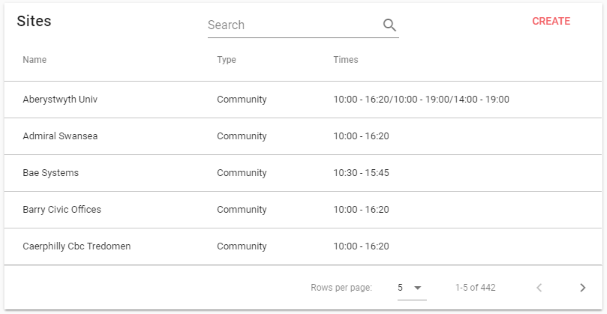 Sites Search CREATE
Name Type Times
Aberystwyth Univ Community 10:00 - 16:20/10:00 - 19:00/14:00 - 19:00
Admiral Swansea Community 10:00 - 16:20
Bae Systems Community 10:30 - 15:45
Barry Civic Offices Community 10:00 - 16:20
Caerphilly Cbc Tredomen Community 10:00 - 16:20
Rows per page: 5 1-5 of 442